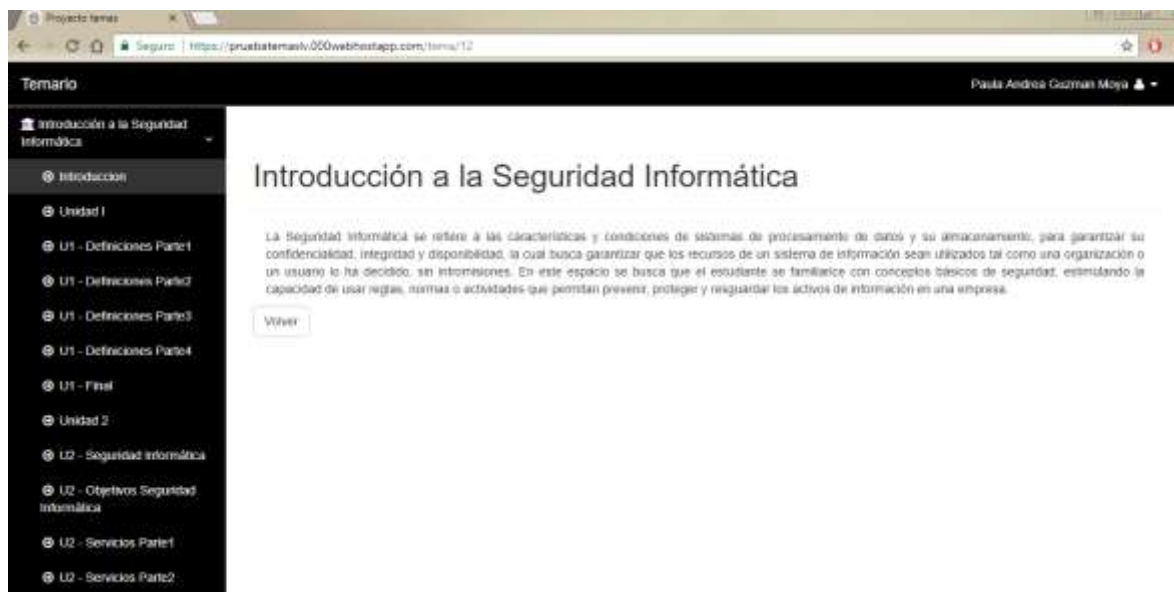 Proyecto temas
Seguro | https://pruebatemaslv.000webhostapp.com/tema/12
Temario
Paula Andrea Guzman Moya
Introducción a la Seguridad
Informática
Introduccion
Unidad I
U1 - Definiciones Parte1
U1 - Definiciones Parte2
U1 - Definiciones Parte3
U1 - Definiciones Parte4
U1 - Final
Unidad 2
U2 - Seguridad Informática
U2 - Objetivos Seguridad
Informática
U2 - Servicios Parte1
U2 - Servicios Parte2
Introducción a la Seguridad Informática
La Seguridad Informática se refiere a las características y condiciones de sistemas de procesamiento de datos y su almacenamiento, para garantizar su
confidencialidad, integridad y disponibilidad, la cual busca garantizar que los recursos de un sistema de información sean utilizados tal como una organización o
un usuario lo ha decidido, sin intromisiones. En este espacio se busca que el estudiante se familiarice con conceptos básicos de seguridad, estimulando la
capacidad de usar reglas, normas o actividades que permitan prevenir, proteger y resguardar los activos de información en una empresa.
Volver